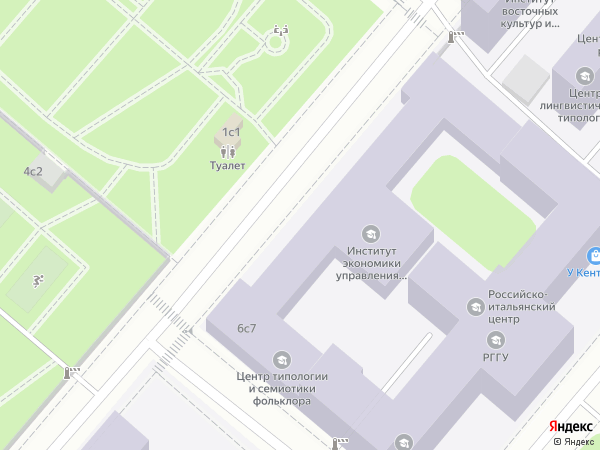 Институт
восточных
культур и...
Центр
лингвистич
типолог
1с1
Туалет
4с2
Институт
экономики
управления...
У Кент
Российско-
итальянский
центр
РГГУ
6с7
Центр типологии
и семиотики
фольклора
Яндекс
© Яндекс